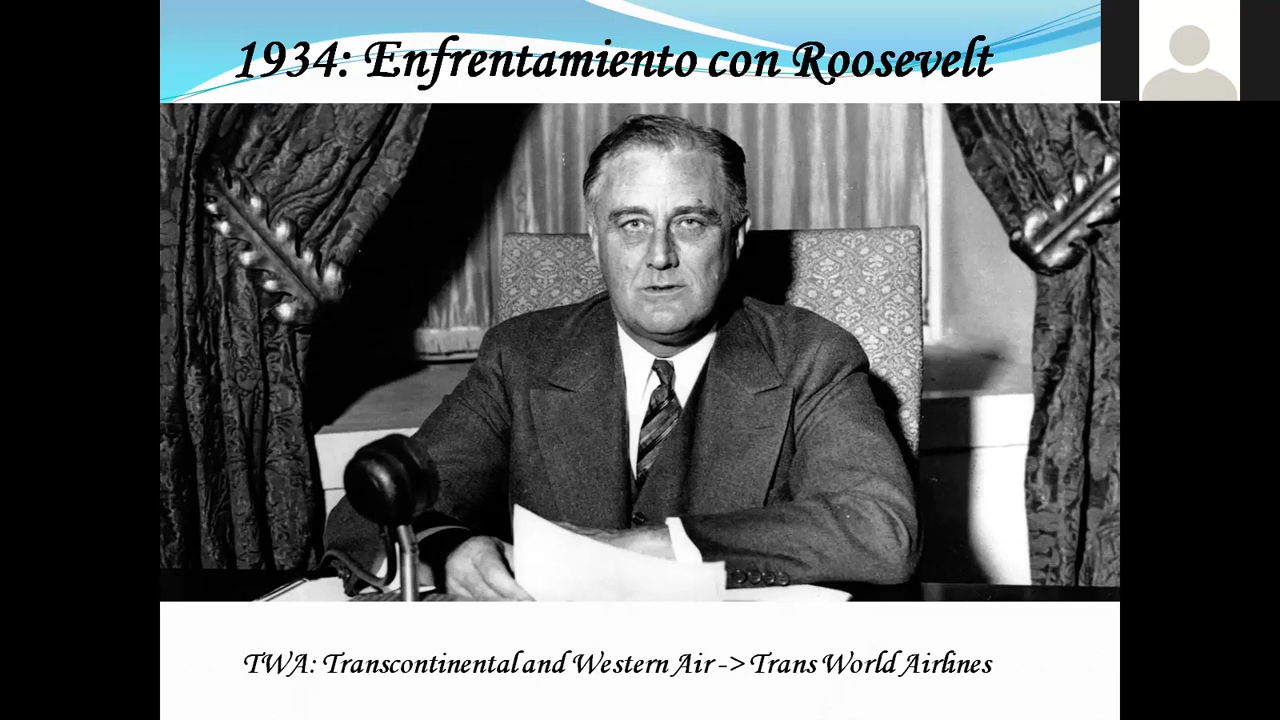 1934: Enfrentamiento con Roosevelt
TWA: Transcontinental and Western Air -> Trans World Airlines